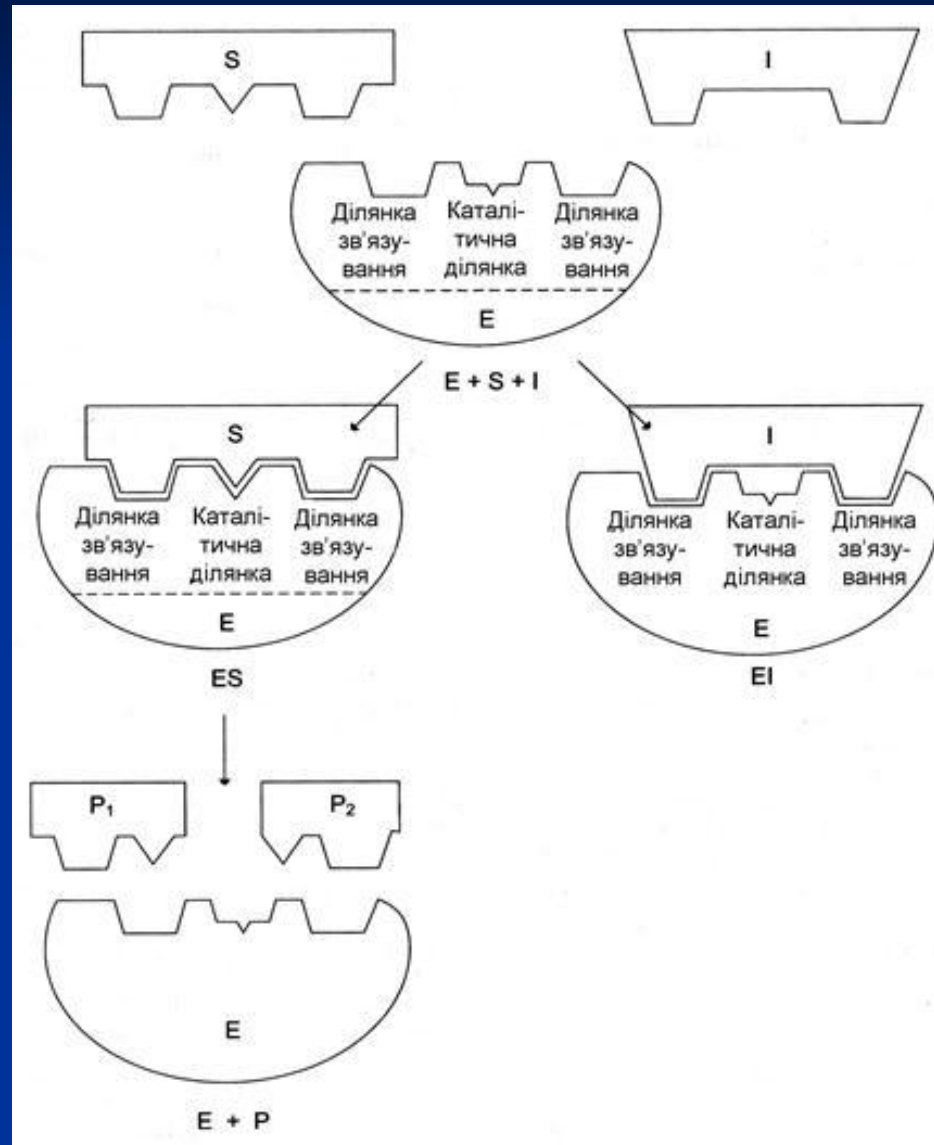 S
I
Ділянка
зв'язу-
вання
Каталі-
тична
ділянка
Ділянка
зв'язу-
вання
E
E + S + I
S
Ділянка
зв'язу-
вання
Каталі-
тична
ділянка
Ділянка
зв'язу-
вання
E
ES
I
Ділянка
зв'язу-
вання
Каталі-
тична
ділянка
Ділянка
зв'язу-
вання
E
EI
P₁
P₂
E
E + P